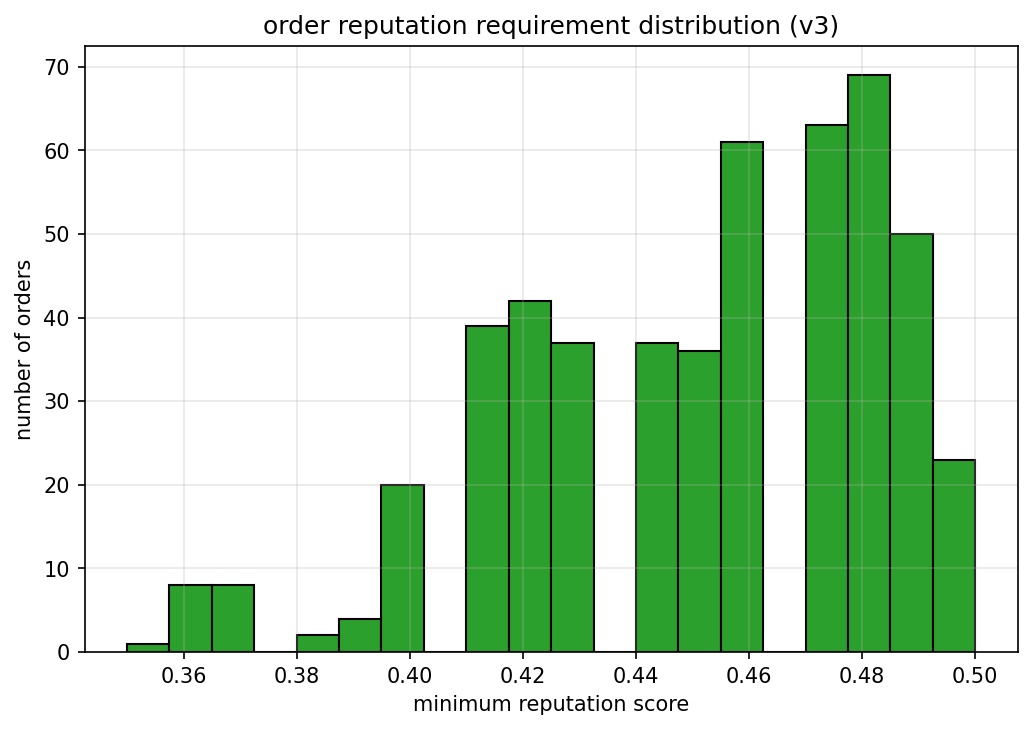 order reputation requirement distribution (v3)
number of orders
70
60
50
40
30
20
10
0
0.36 0.38 0.40 0.42 0.44 0.46 0.48 0.50
minimum reputation score